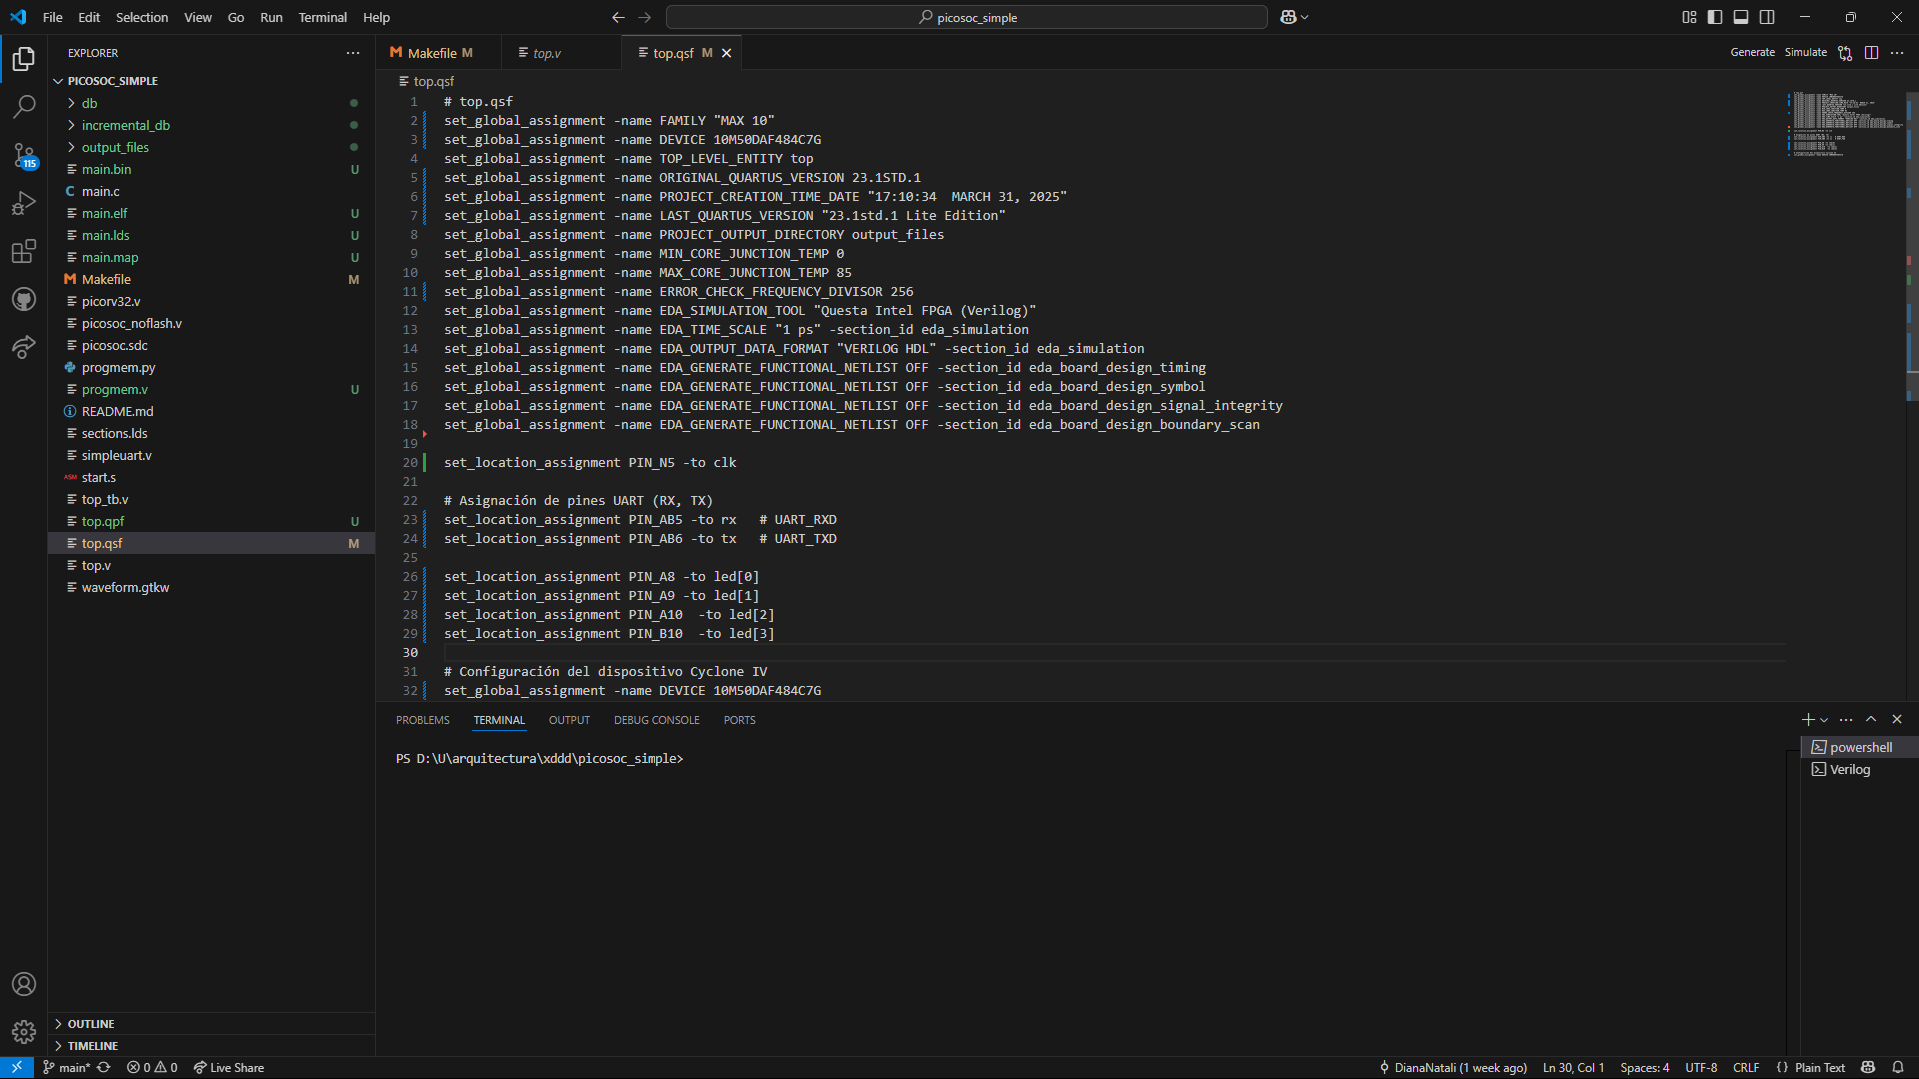 File Edit Selection View Go Run Terminal Help
picosoc_simple
EXPLORER
PICOSOC_SIMPLE
db
incremental_db
output_files
main.bin U
C main.c
main.elf U
main.lds U
main.map U
M Makefile M
picorv32.v
picosoc_noflash.v
picosoc.sdc
progmem.py
progmem.v U
README.md
sections.lds
simpleuart.v
ASM start.s
top_tb.v
top.qpf U
top.qsf M
top.v
waveform.gtkw
OUTLINE
TIMELINE
115
M Makefile M
top.v
top.qsf M
Generate Simulate
top.qsf
1 # top.qsf
2 set_global_assignment -name FAMILY "MAX 10"
3 set_global_assignment -name DEVICE 10M50DAF484C7G
4 set_global_assignment -name TOP_LEVEL_ENTITY top
5 set_global_assignment -name ORIGINAL_QUARTUS_VERSION 23.1STD.1
6 set_global_assignment -name PROJECT_CREATION_TIME_DATE "17:10:34  MARCH 31, 2025"
7 set_global_assignment -name LAST_QUARTUS_VERSION "23.1std.1 Lite Edition"
8 set_global_assignment -name PROJECT_OUTPUT_DIRECTORY output_files
9 set_global_assignment -name MIN_CORE_JUNCTION_TEMP 0
10 set_global_assignment -name MAX_CORE_JUNCTION_TEMP 85
11 set_global_assignment -name ERROR_CHECK_FREQUENCY_DIVISOR 256
12 set_global_assignment -name EDA_SIMULATION_TOOL "Questa Intel FPGA (Verilog)"
13 set_global_assignment -name EDA_TIME_SCALE "1 ps" -section_id eda_simulation
14 set_global_assignment -name EDA_OUTPUT_DATA_FORMAT "VERILOG HDL" -section_id eda_simulation
15 set_global_assignment -name EDA_GENERATE_FUNCTIONAL_NETLIST OFF -section_id eda_board_design_timing
16 set_global_assignment -name EDA_GENERATE_FUNCTIONAL_NETLIST OFF -section_id eda_board_design_symbol
17 set_global_assignment -name EDA_GENERATE_FUNCTIONAL_NETLIST OFF -section_id eda_board_design_signal_integrity
18 set_global_assignment -name EDA_GENERATE_FUNCTIONAL_NETLIST OFF -section_id eda_board_design_boundary_scan
19
20 set_location_assignment PIN_N5 -to clk
21
22 # Asignación de pines UART (RX, TX)
23 set_location_assignment PIN_AB5 -to rx   # UART_RXD
24 set_location_assignment PIN_AB6 -to tx   # UART_TXD
25
26 set_location_assignment PIN_A8 -to led[0]
27 set_location_assignment PIN_A9 -to led[1]
28 set_location_assignment PIN_A10  -to led[2]
29 set_location_assignment PIN_B10  -to led[3]
30
31 # Configuración del dispositivo Cyclone IV
32 set_global_assignment -name DEVICE 10M50DAF484C7G
PROBLEMS TERMINAL OUTPUT DEBUG CONSOLE PORTS
PS D:\U\arquitectura\xddd\picosoc_simple>
powershell
Verilog
main* 0 0 Live Share
DianaNatali (1 week ago) Ln 30, Col 1 Spaces: 4 UTF-8 CRLF {} Plain Text